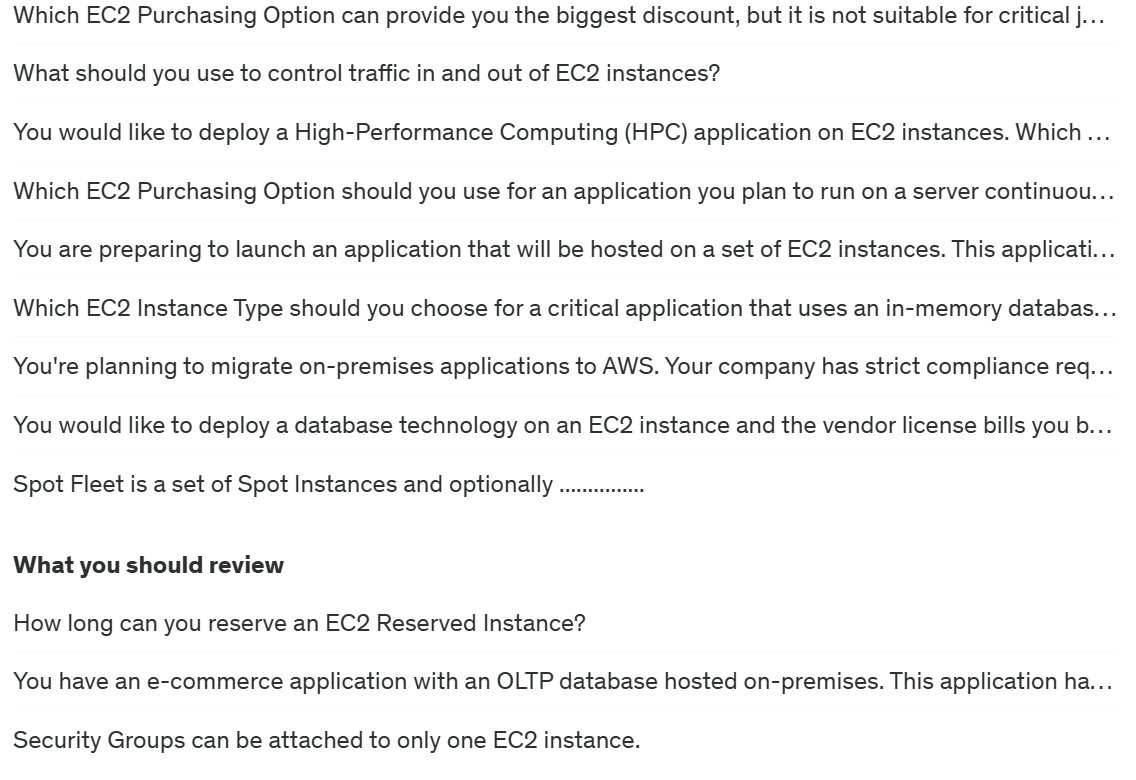 Which EC2 Purchasing Option can provide you the biggest discount, but it is not suitable for critical j...
What should you use to control traffic in and out of EC2 instances?
You would like to deploy a High-Performance Computing (HPC) application on EC2 instances. Which ...
Which EC2 Purchasing Option should you use for an application you plan to run on a server continuou...
You are preparing to launch an application that will be hosted on a set of EC2 instances. This applicati...
Which EC2 Instance Type should you choose for a critical application that uses an in-memory databas...
You're planning to migrate on-premises applications to AWS. Your company has strict compliance req...
You would like to deploy a database technology on an EC2 instance and the vendor license bills you b...
Spot Fleet is a set of Spot Instances and optionally ...............
What you should review
How long can you reserve an EC2 Reserved Instance?
You have an e-commerce application with an OLTP database hosted on-premises. This application ha...
Security Groups can be attached to only one EC2 instance.